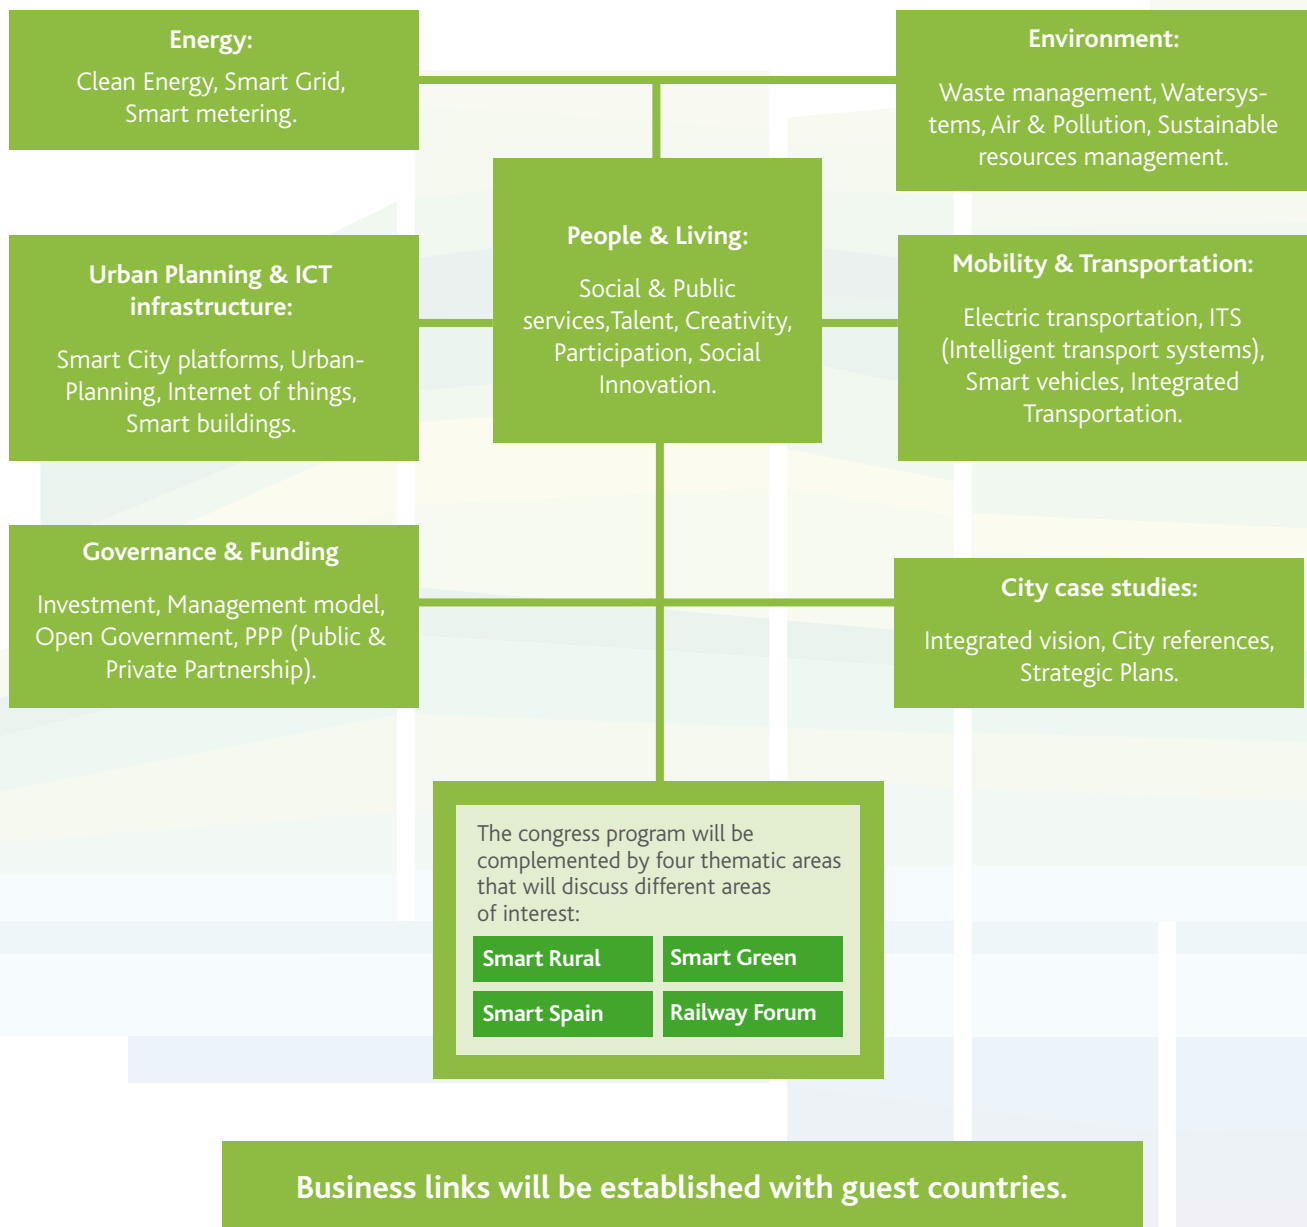 Energy:
Clean Energy, Smart Grid,
Smart metering.
Environment:
Waste management, Watersys-
tems, Air & Pollution, Sustainable
resources management.
People & Living:
Social & Public
services,Talent, Creativity,
Participation, Social
Innovation.
Urban Planning & ICT
infrastructure:
Smart City platforms, Urban-
Planning, Internet of things,
Smart buildings.
Mobility & Transportation:
Electric transportation, ITS
(Intelligent transport systems),
Smart vehicles, Integrated
Transportation.
Governance & Funding
Investment, Management model,
Open Government, PPP (Public &
Private Partnership).
City case studies:
Integrated vision, City references,
Strategic Plans.
The congress program will be
complemented by four thematic areas
that will discuss different areas
of interest:
Smart Rural
Smart Green
Smart Spain
Railway Forum
Business links will be established with guest countries.